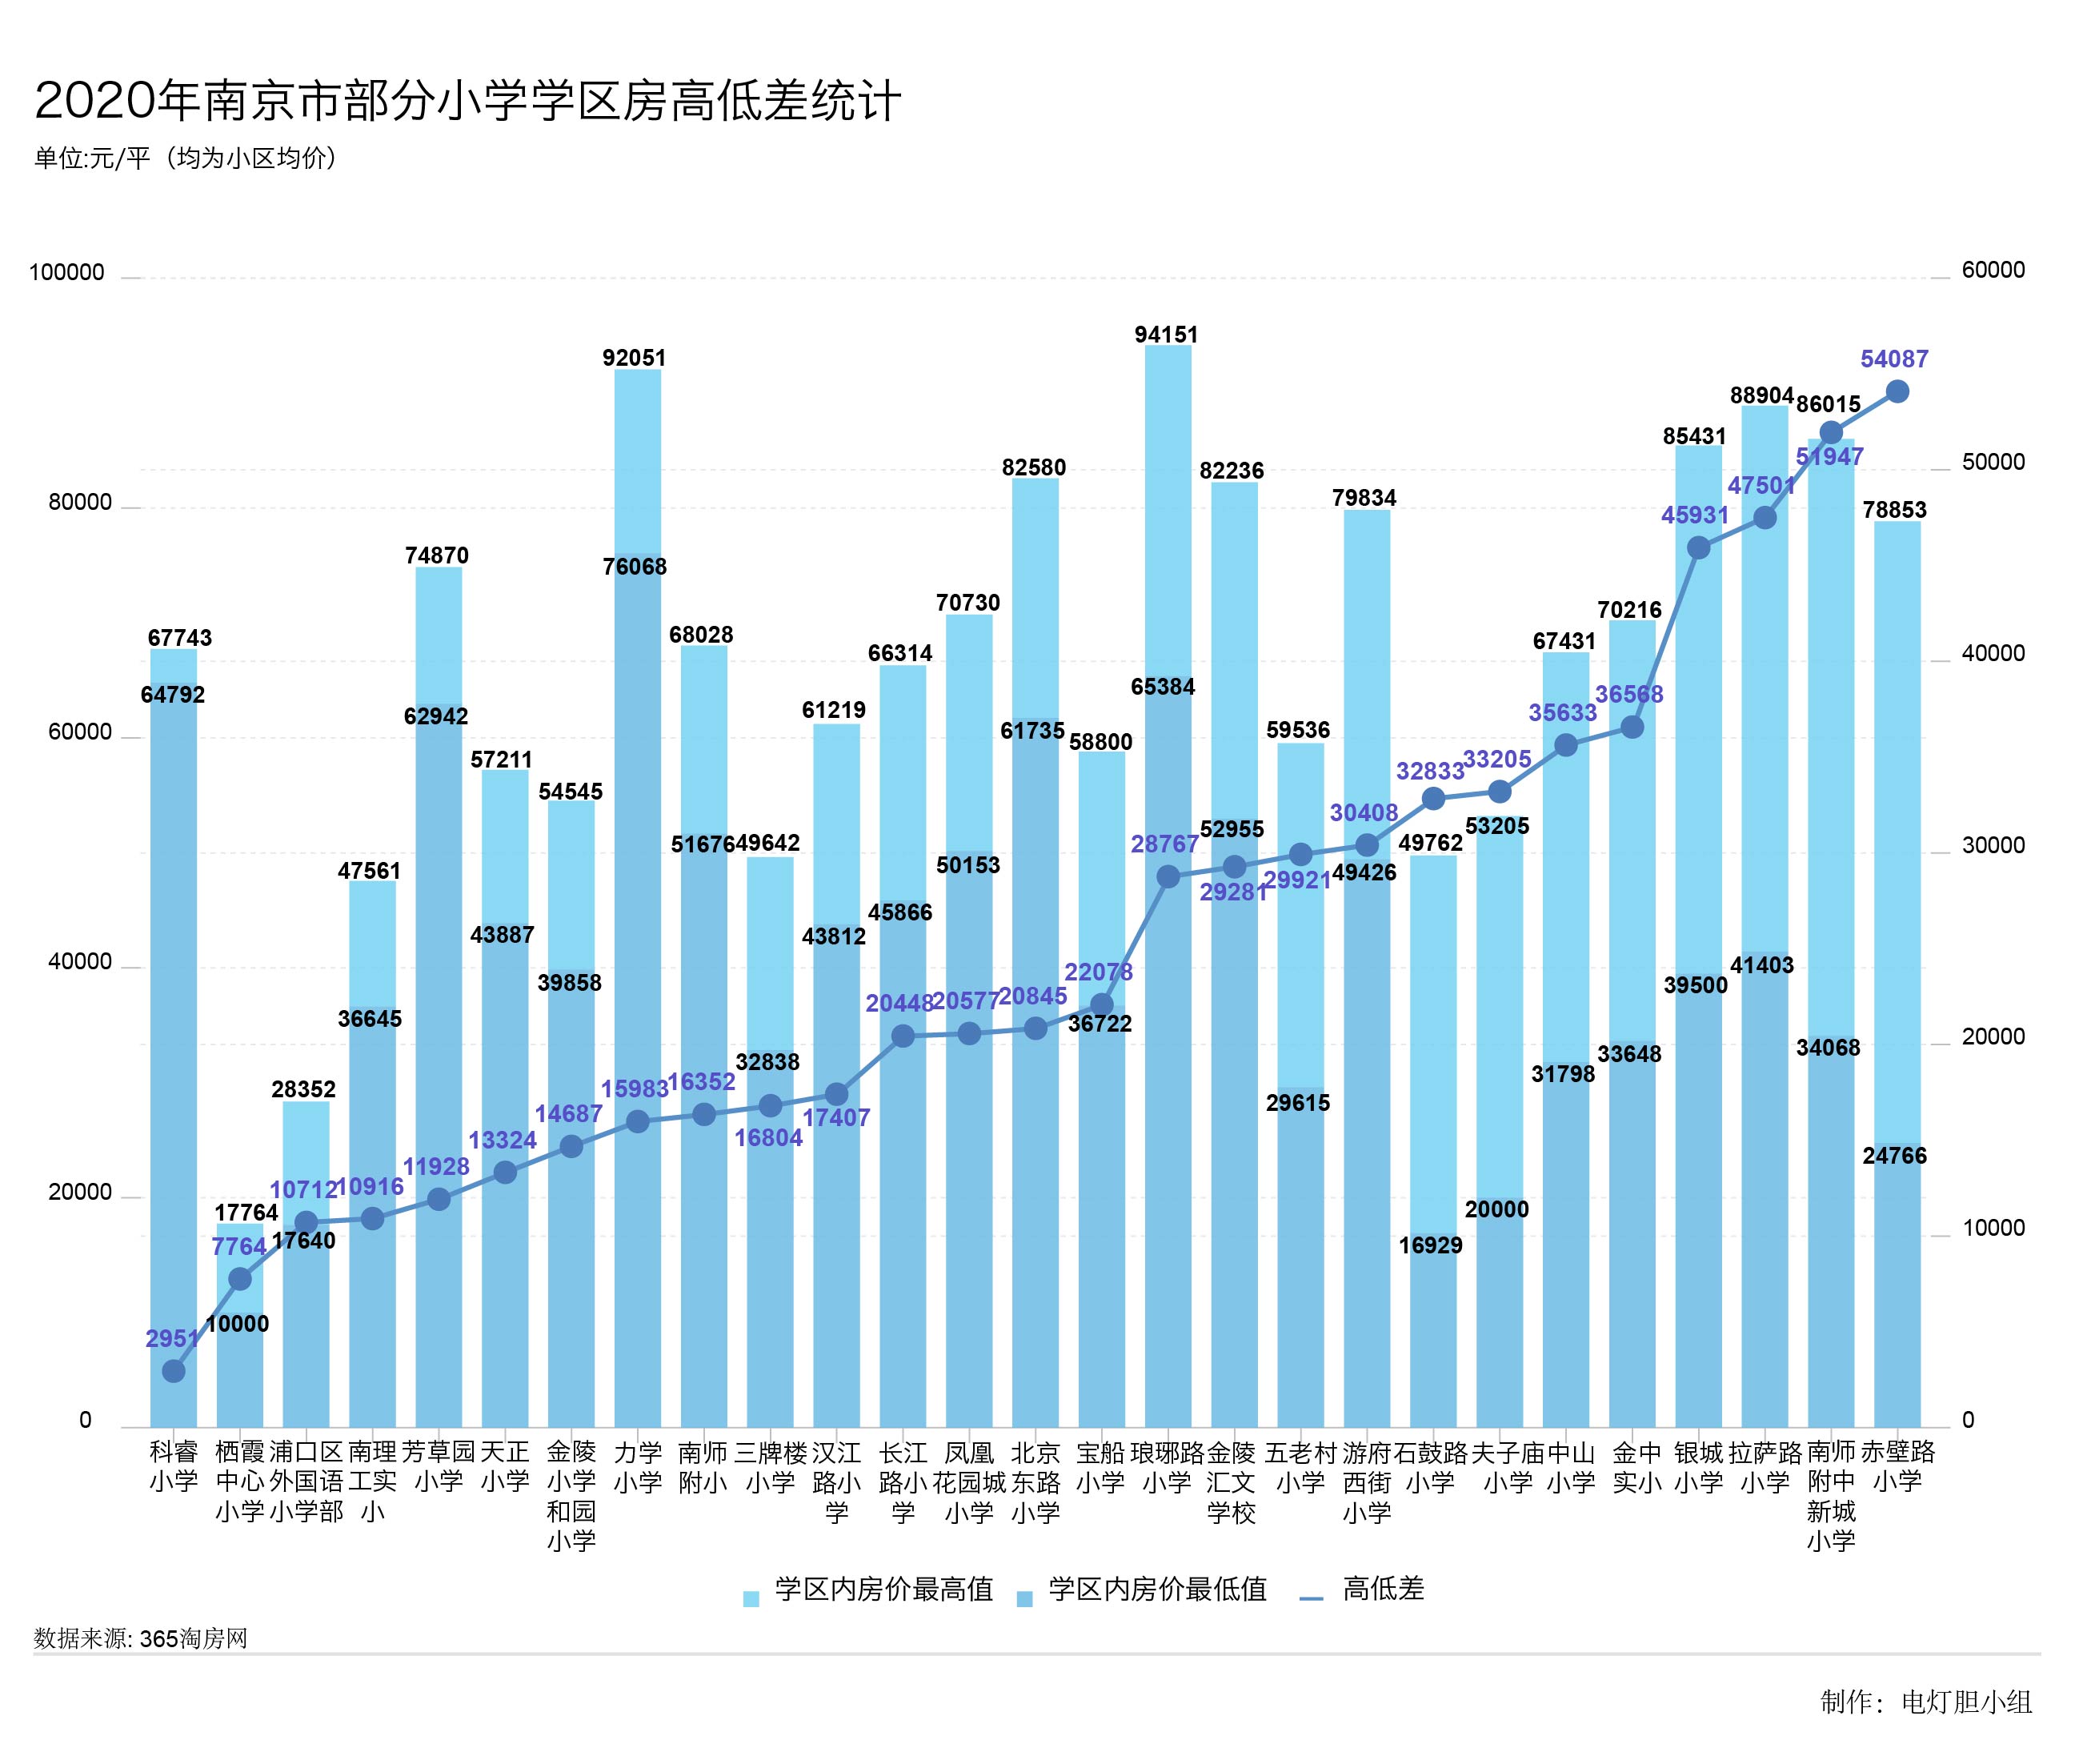 2020年南京市部分小学学区房高低差统计
单位:元/平（均为小区均价）
100000
80000
60000
40000
20000
0
60000
50000
40000
30000
20000
10000
0
67743
64792
2951
17764
10000
7764
28352
17640
10712
47561
36645
10916
74870
62942
11928
57211
43887
13324
54545
39858
14687
92051
76068
15983
68028
51676
16352
49642
32838
16804
61219
43812
17407
66314
45866
20448
70730
50153
20577
82580
61735
20845
58800
36722
22078
94151
65384
28767
82236
52955
29281
59536
29615
29921
79834
49426
30408
49762
16929
32833
53205
20000
33205
67431
31798
35633
70216
33648
36568
85431
39500
45931
88904
41403
47501
86015
34068
51947
78853
24766
54087
科睿
小学
栖霞
中心
小学
浦口区
外国语
小学部
南理
工实
小
芳草园
小学
天正
小学
金陵
小学
和园
小学
力学
小学
南师
附小
三牌楼
小学
汉江
路小
学
长江
路小
学
凤凰
花园城
小学
北京
东路
小学
宝船
小学
琅琊路
小学
金陵
汇文
学校
五老村
小学
游府
西街
小学
石鼓路
小学
夫子庙
小学
中山
小学
金中
实小
银城
小学
拉萨路
小学
南师
附中
新城
小学
赤壁路
小学
学区内房价最高值
学区内房价最低值
高低差
数据来源: 365淘房网
制作：电灯胆小组